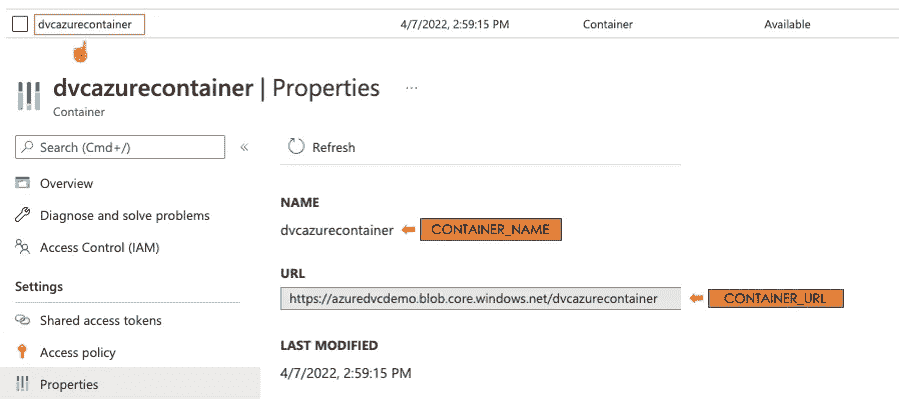 dvcazurecontainer 4/7/2022, 2:59:15 PM Container Available
dvcazurecontainer | Properties ...
Container
Search (Cmd+/) «
Refresh
Overview
Diagnose and solve problems
Access Control (IAM)
Settings
Shared access tokens
Access policy
Properties
NAME
dvcazurecontainer CONTAINER_NAME
URL
https://azuredvcdemo.blob.core.windows.net/dvcazurecontainer CONTAINER_URL
LAST MODIFIED
4/7/2022, 2:59:15 PM